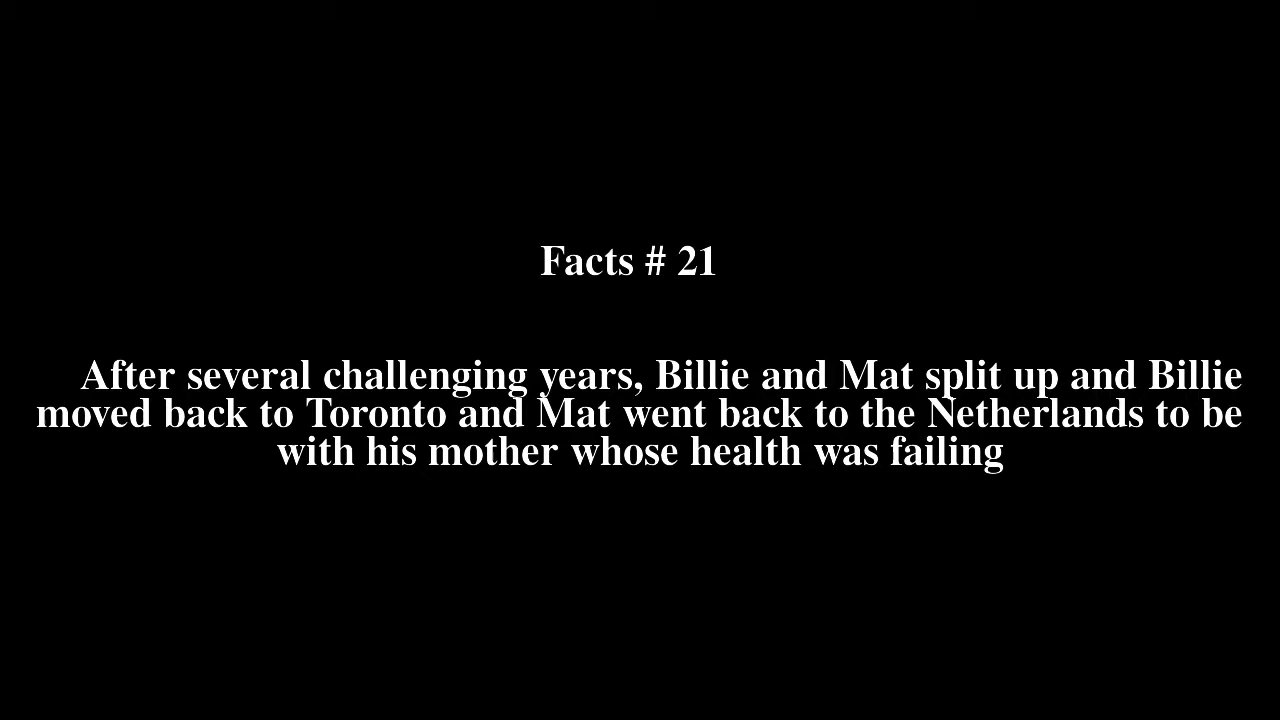 Facts # 21
After several challenging years, Billie and Mat split up and Billie
moved back to Toronto and Mat went back to the Netherlands to be
with his mother whose health was failing